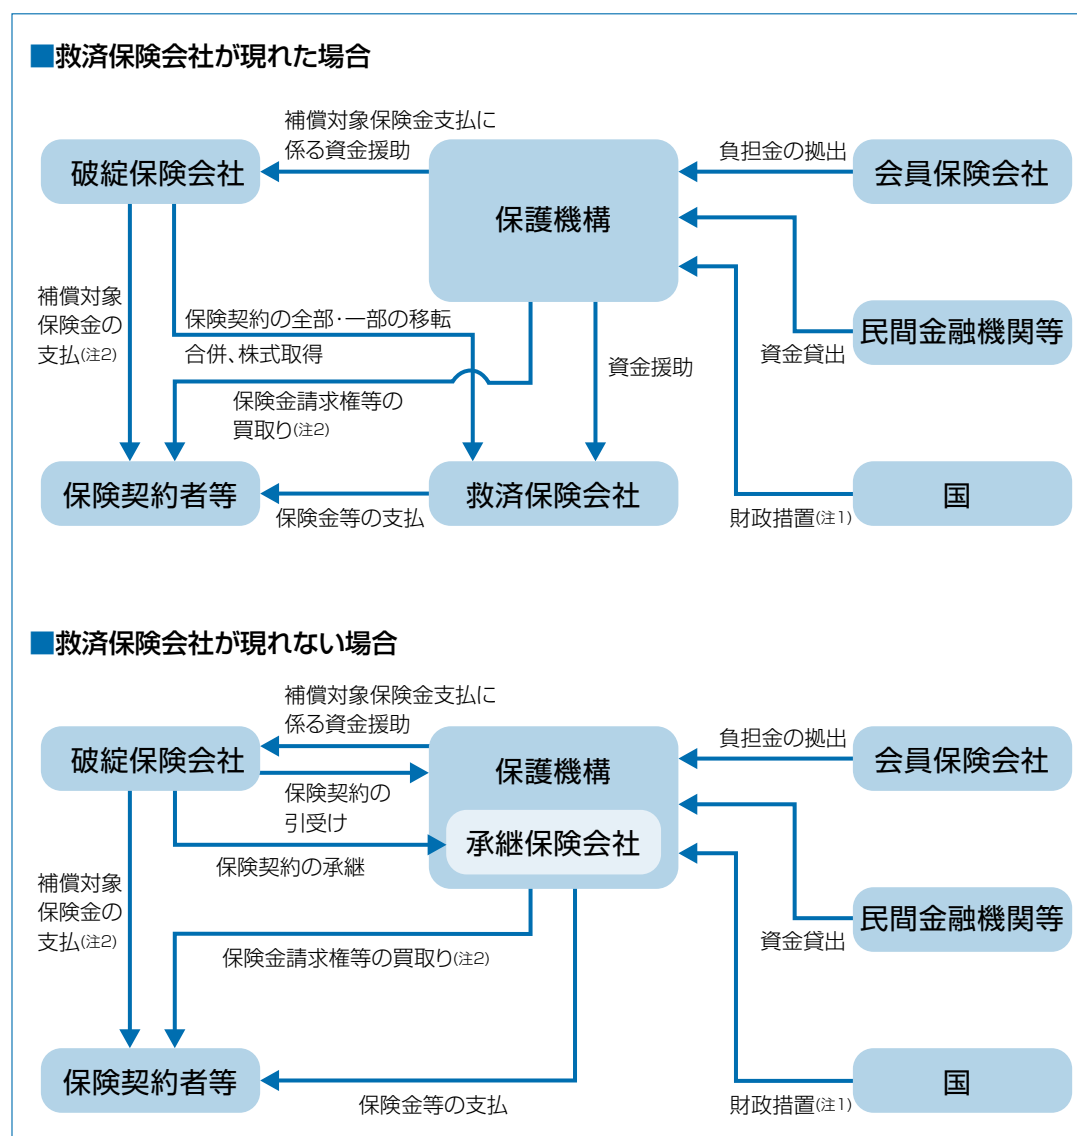 ■救済保険会社が現れた場合
補償対象保険金支払に
係る資金援助
負担金の拠出
破綻保険会社
保護機構
会員保険会社
補償対象
保険金の
支払(注2)
保険契約の全部・一部の移転
合併、株式取得
保険金請求権等の
買取り(注2)
資金援助
民間金融機関等
資金貸出
保険契約者等
保険金等の支払
救済保険会社
財政措置(注1)
国
■救済保険会社が現れない場合
補償対象保険金支払に
係る資金援助
負担金の拠出
破綻保険会社
保護機構
会員保険会社
保険契約の
引受け
承継保険会社
保険契約の承継
補償対象
保険金の
支払(注2)
保険金請求権等の買取り(注2)
民間金融機関等
資金貸出
保険契約者等
保険金等の支払
財政措置(注1)
国